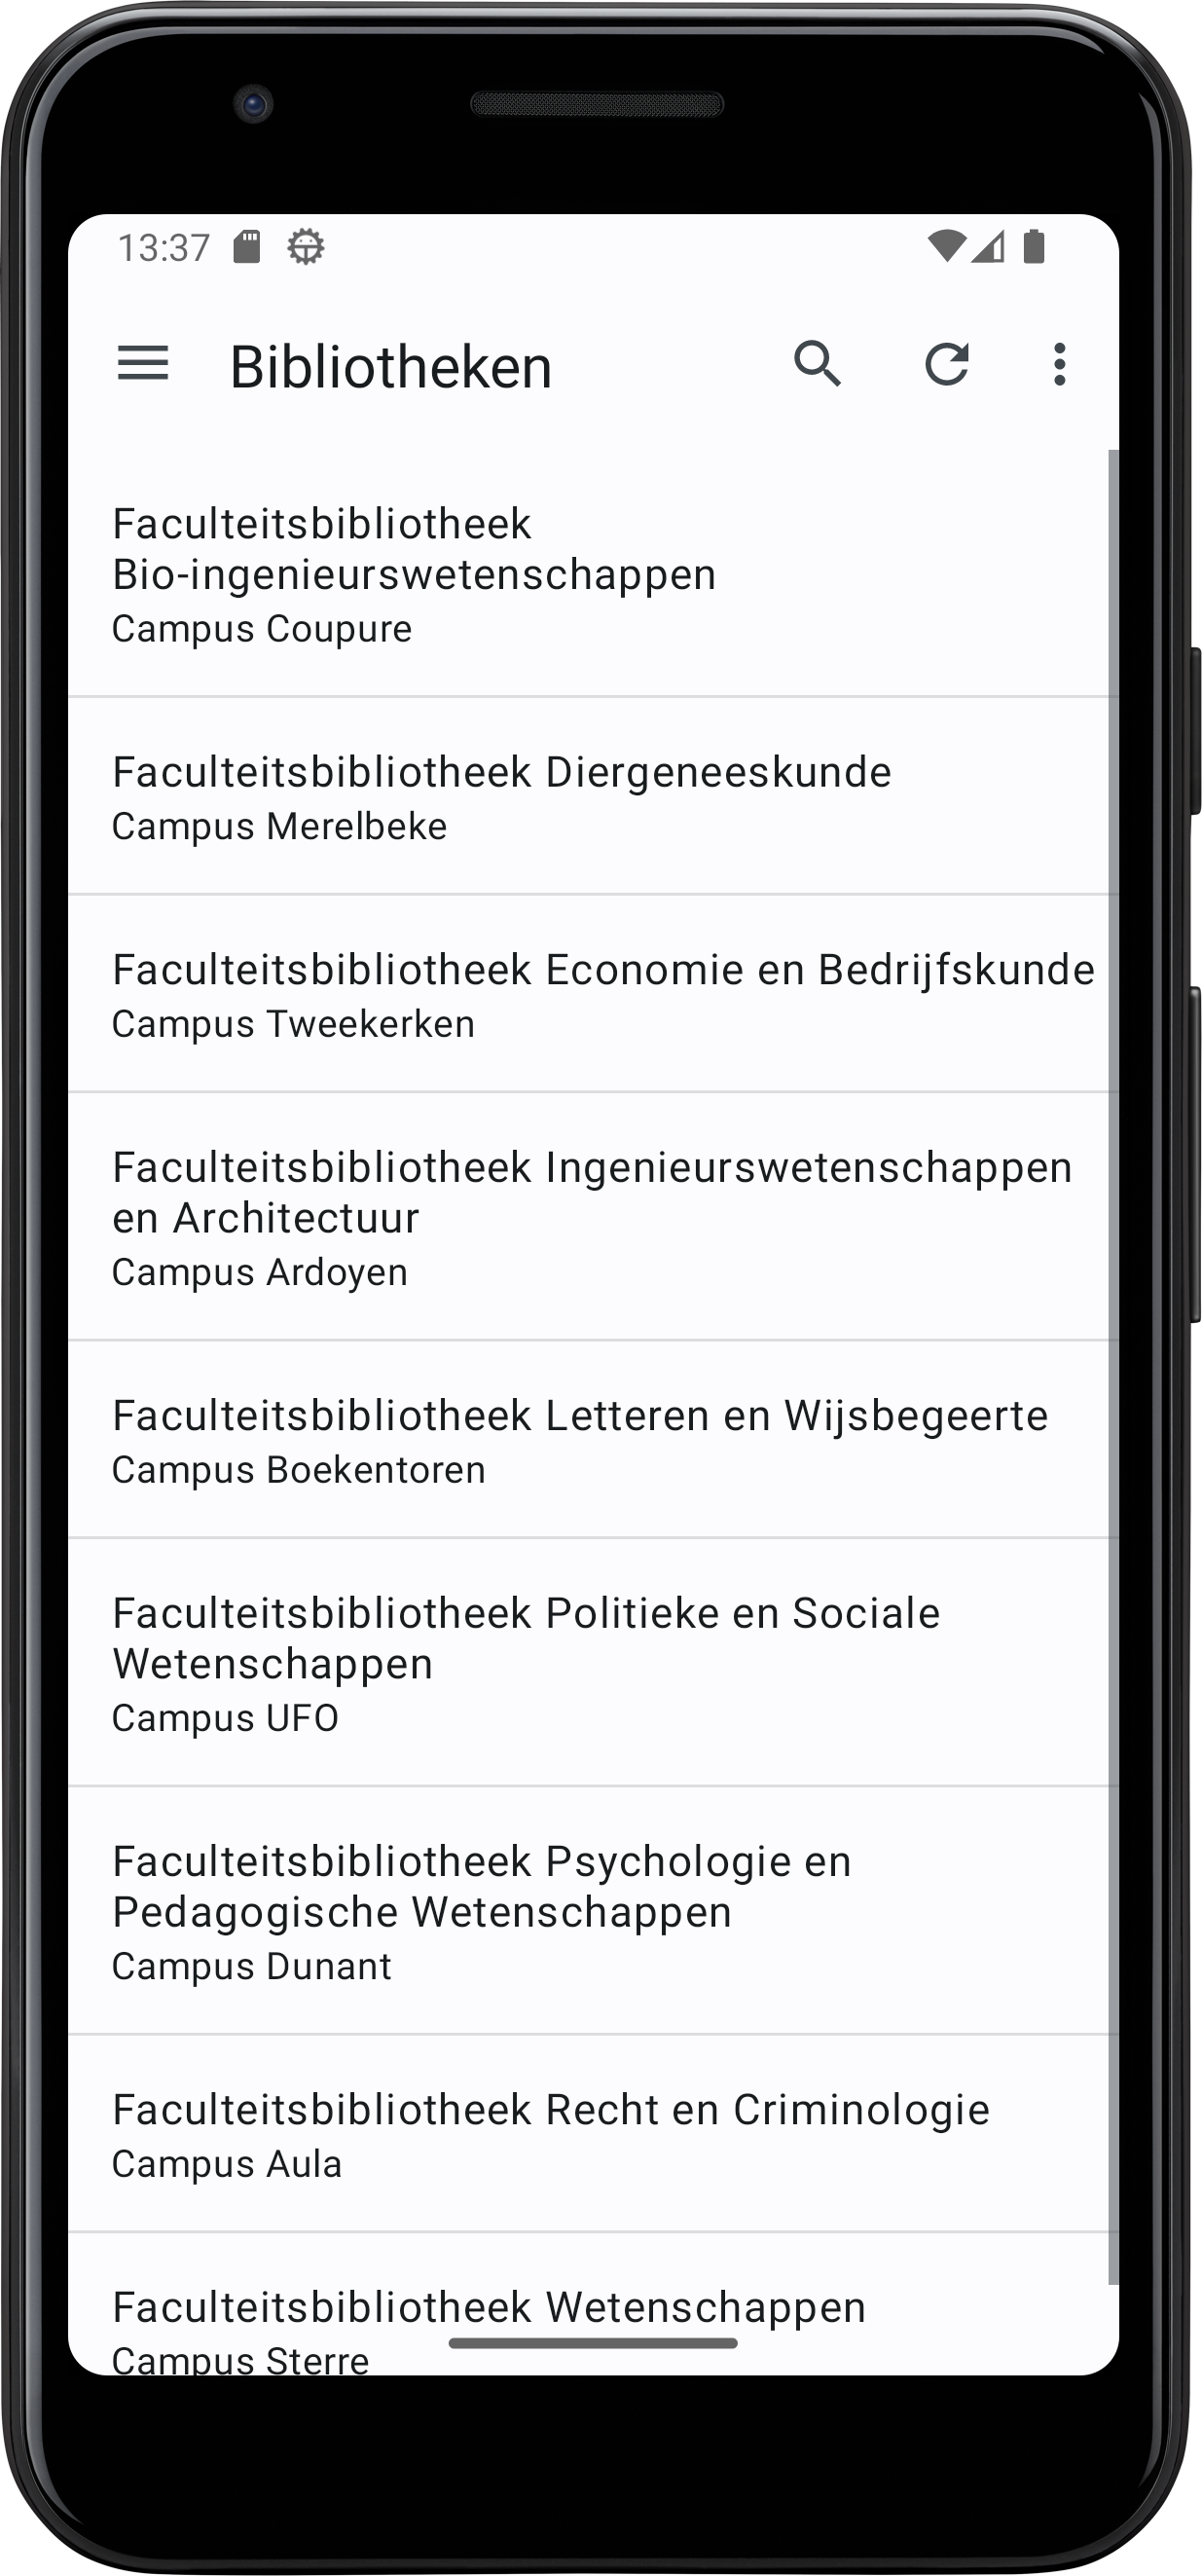 13:37
Bibliotheken
Faculteitsbibliotheek
Bio-ingenieurswetenschappen
Campus Coupure
Faculteitsbibliotheek Diergeneeskunde
Campus Merelbeke
Faculteitsbibliotheek Economie en Bedrijfskunde
Campus Tweekerken
Faculteitsbibliotheek Ingenieurswetenschappen
en Architectuur
Campus Ardoyen
Faculteitsbibliotheek Letteren en Wijsbegeerte
Campus Boekentoren
Faculteitsbibliotheek Politieke en Sociale
Wetenschappen
Campus UFO
Faculteitsbibliotheek Psychologie en
Pedagogische Wetenschappen
Campus Dunant
Faculteitsbibliotheek Recht en Criminologie
Campus Aula
Faculteitsbibliotheek Wetenschappen
Campus Sterre